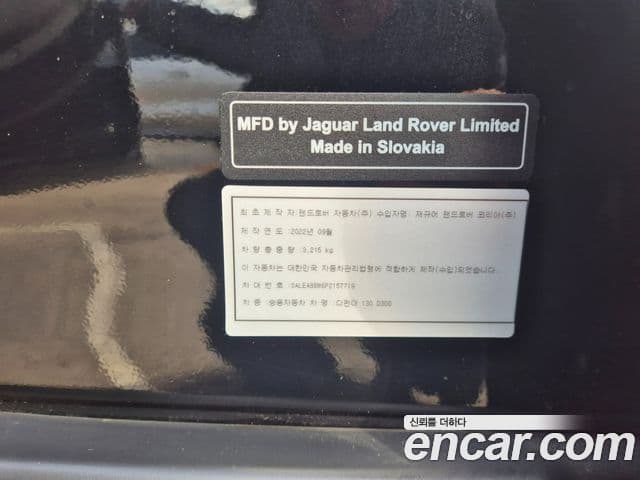 MFD by Jaguar Land Rover Limited
Made in Slovakia
최 초 제 작 자 : 랜드로버 자동차(주) 수입자명 : 재규어 랜드로버 코리아(주)
제 작 연 도 : 2022년 09월
차 량 총 중 량 : 3,215 kg
이 자동차는 대한민국 자동차관리법령에 적합하게 제작(수입)되었습니다.
차 대 번 호 :
차 종 : 승용자동차 차 명 : 디펜더 130 D300
신뢰를 더하다
encar.com